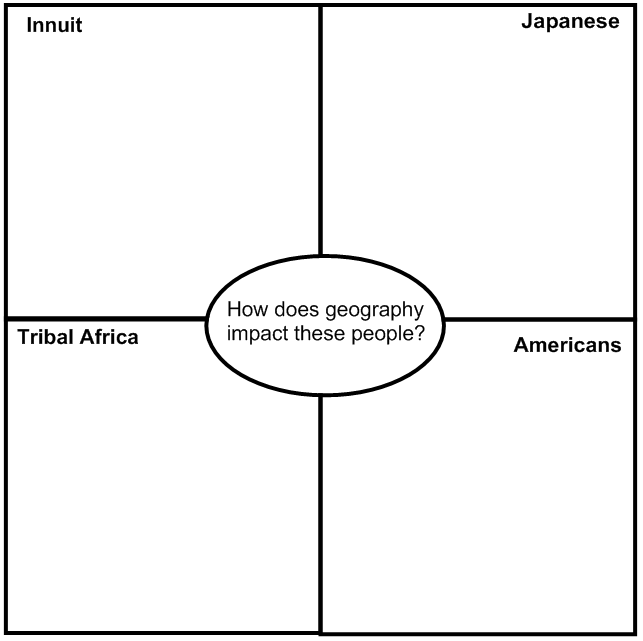 Innuit
Japanese
How does geography
impact these people?
Tribal Africa
Americans